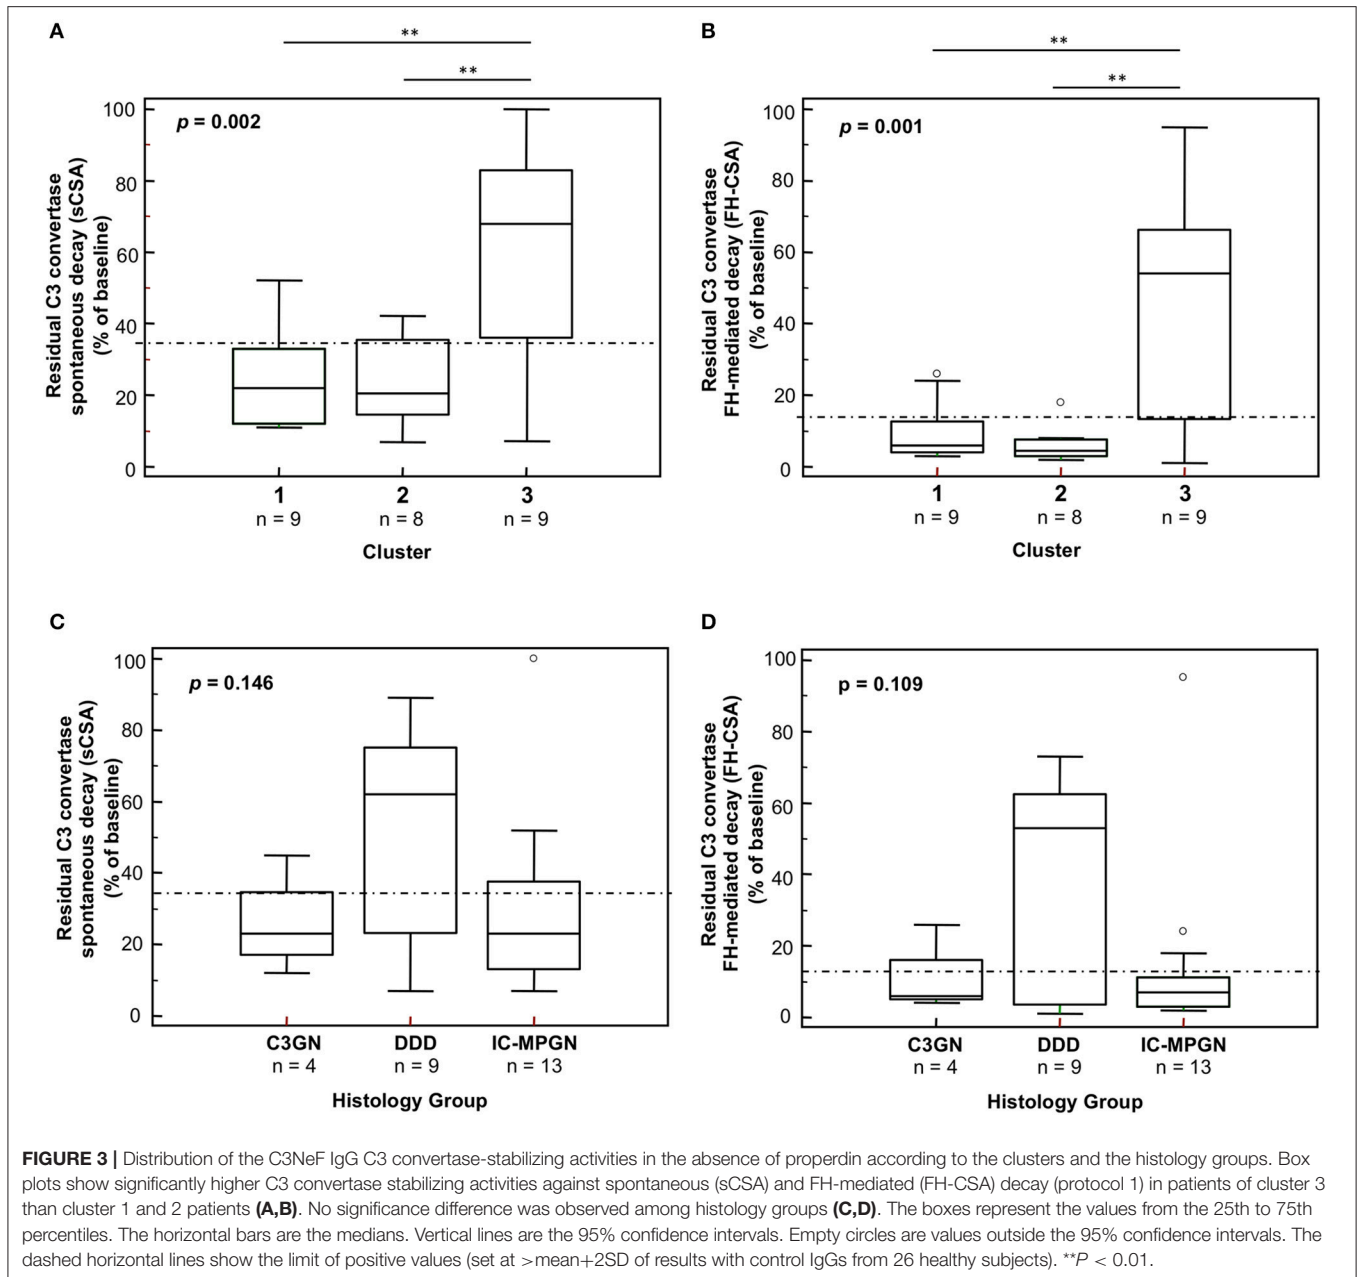 A
**
**
p = 0.002
100
80
60
40
20
0
Residual C3 convertase
spontaneous decay (sCSA)
(% of baseline)
1
2
3
n = 9
n = 8
n = 9
Cluster
B
**
**
p = 0.001
100
80
60
40
20
0
Residual C3 convertase
FH-mediated decay (FH-CSA)
(% of baseline)
1
2
3
n = 9
n = 8
n = 9
Cluster
C
p = 0.146
100
80
60
40
20
0
Residual C3 convertase
spontaneous decay (sCSA)
(% of baseline)
C3GN
DDD
IC-MPGN
n = 4
n = 9
n = 13
Histology Group
D
p = 0.109
100
80
60
40
20
0
Residual C3 convertase
FH-mediated decay (FH-CSA)
(% of baseline)
C3GN
DDD
IC-MPGN
n = 4
n = 9
n = 13
Histology Group
FIGURE 3 | Distribution of the C3NeF IgG C3 convertase-stabilizing activities in the absence of properdin according to the clusters and the histology groups. Box
plots show significantly higher C3 convertase stabilizing activities against spontaneous (sCSA) and FH-mediated (FH-CSA) decay (protocol 1) in patients of cluster 3
than cluster 1 and 2 patients (A,B). No significance difference was observed among histology groups (C,D). The boxes represent the values from the 25th to 75th
percentiles. The horizontal bars are the medians. Vertical lines are the 95% confidence intervals. Empty circles are values outside the 95% confidence intervals. The
dashed horizontal lines show the limit of positive values (set at >mean+2SD of results with control IgGs from 26 healthy subjects). **P < 0.01.